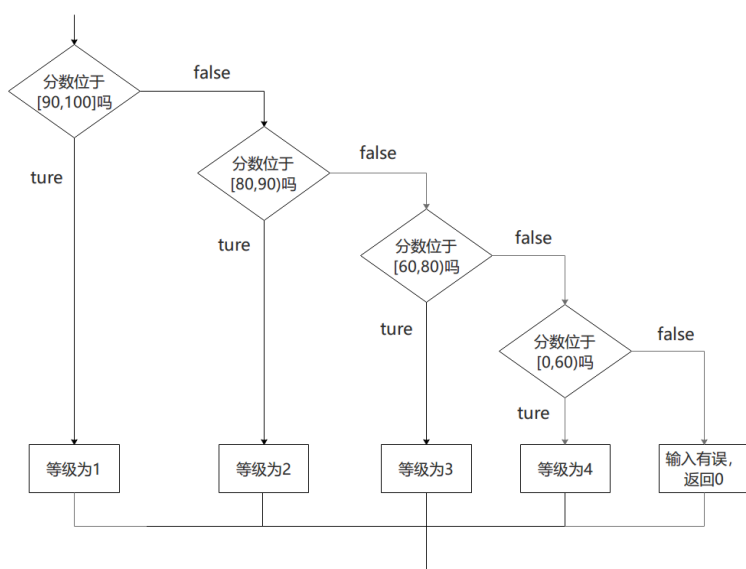 分数位于
[90,100]吗
false
ture
分数位于
[80,90)吗
false
ture
分数位于
[60,80)吗
false
ture
分数位于
[0,60)吗
false
ture
等级为1
等级为2
等级为3
等级为4
输入有误，
返回0